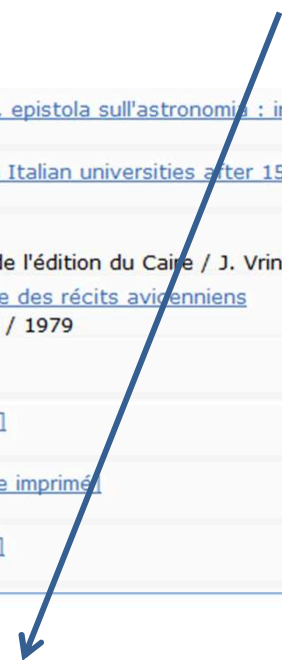 . epistola sull'astronomia : i
Italian universities after 15
de l'édition du Caire / J. Vrin
e des récits avicenniens
/ 1979
]
e imprimé]
]